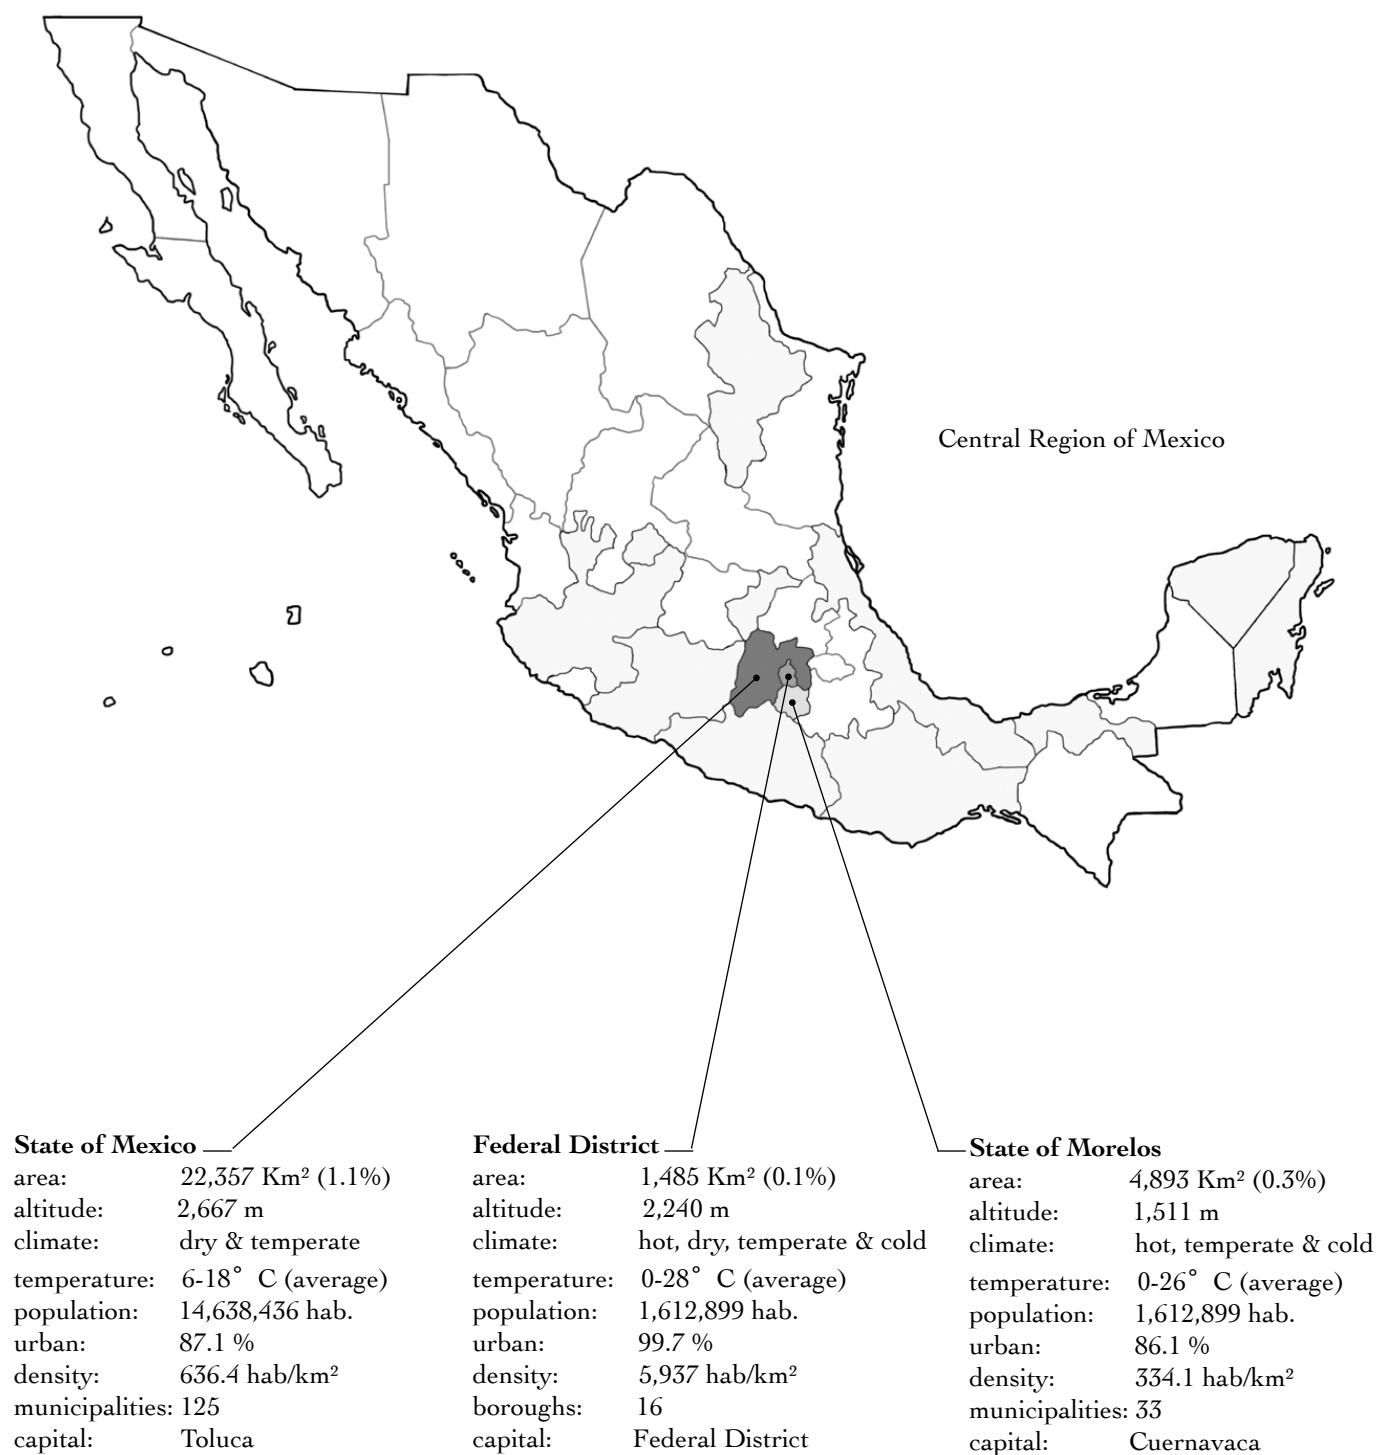 Central Region of Mexico
State of Mexico
area: 22,357 Km² (1.1%)
altitude: 2,667 m
climate: dry & temperate
temperature: 6-18° C (average)
population: 14,638,436 hab.
urban: 87.1 %
density: 636.4 hab/km²
municipalities: 125
capital: Toluca
Federal District
area: 1,485 Km² (0.1%)
altitude: 2,240 m
climate: hot, dry, temperate & cold
temperature: 0-28° C (average)
population: 1,612,899 hab.
urban: 99.7 %
density: 5,937 hab/km²
boroughs: 16
capital: Federal District
State of Morelos
area: 4,893 Km² (0.3%)
altitude: 1,511 m
climate: hot, temperate & cold
temperature: 0-26° C (average)
population: 1,612,899 hab.
urban: 86.1 %
density: 334.1 hab/km²
municipalities: 33
capital: Cuernavaca